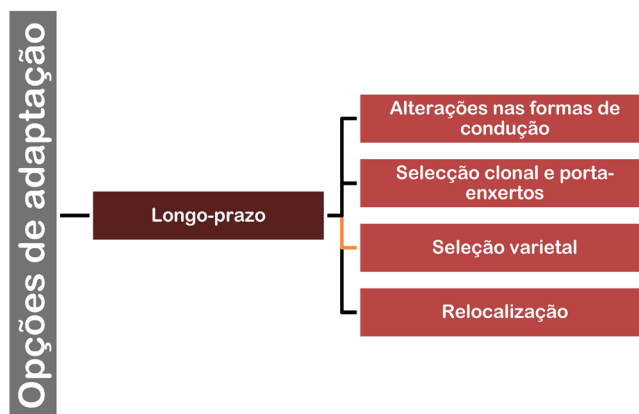 Opções de adaptação
Longo-prazo
Alterações nas formas de
condução
Selecção clonal e porta-
enxertos
Seleção varietal
Relocalização